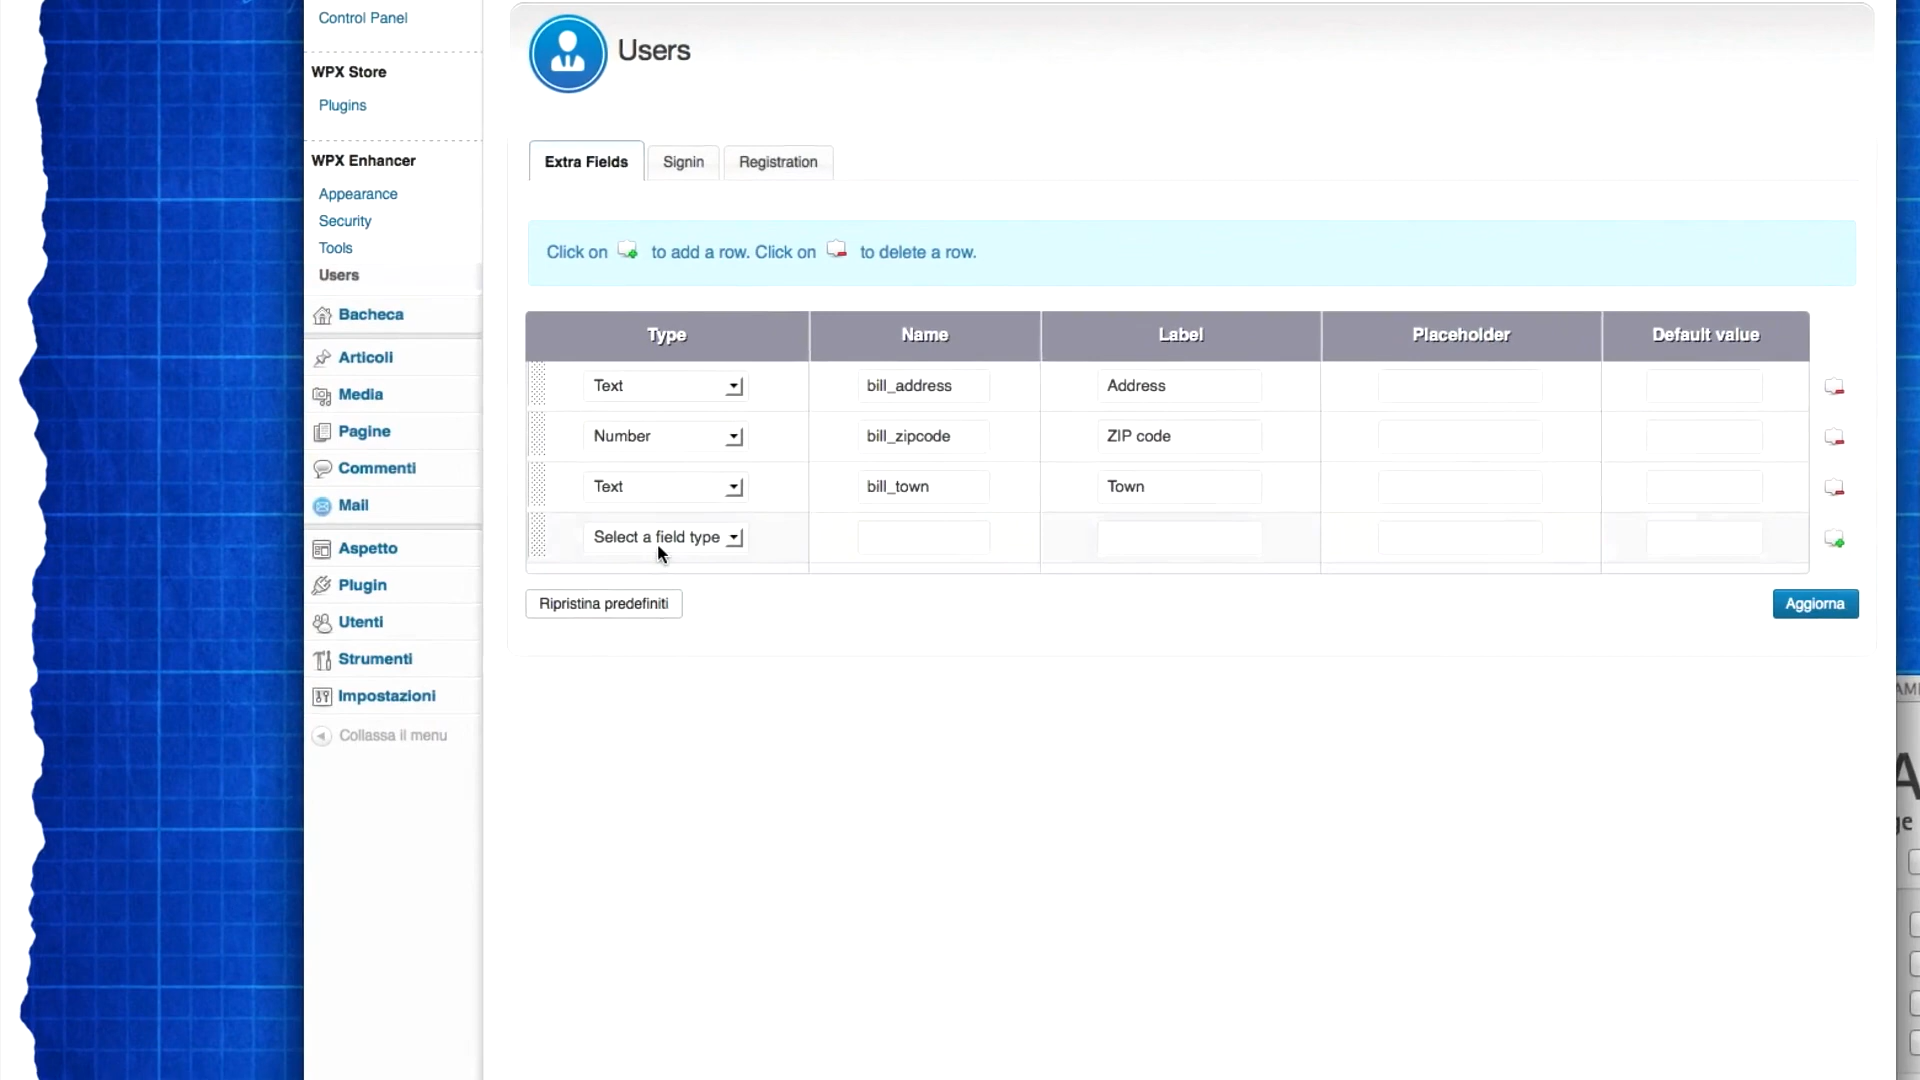 Control Panel
WPX Store
Plugins
WPX Enhancer
Appearance
Security
Tools
Users
Bacheca
Articoli
Media
Pagine
Commenti
Mail
Aspetto
Plugin
Utenti
Strumenti
Impostazioni
Collassa il menu
Users
Extra Fields Signin Registration
Click on to add a row. Click on to delete a row.
Type Name Label Placeholder Default value
Text bill_address Address
Number bill_zipcode ZIP code
Text bill_town Town
Select a field type
Ripristina predefiniti Aggiorna